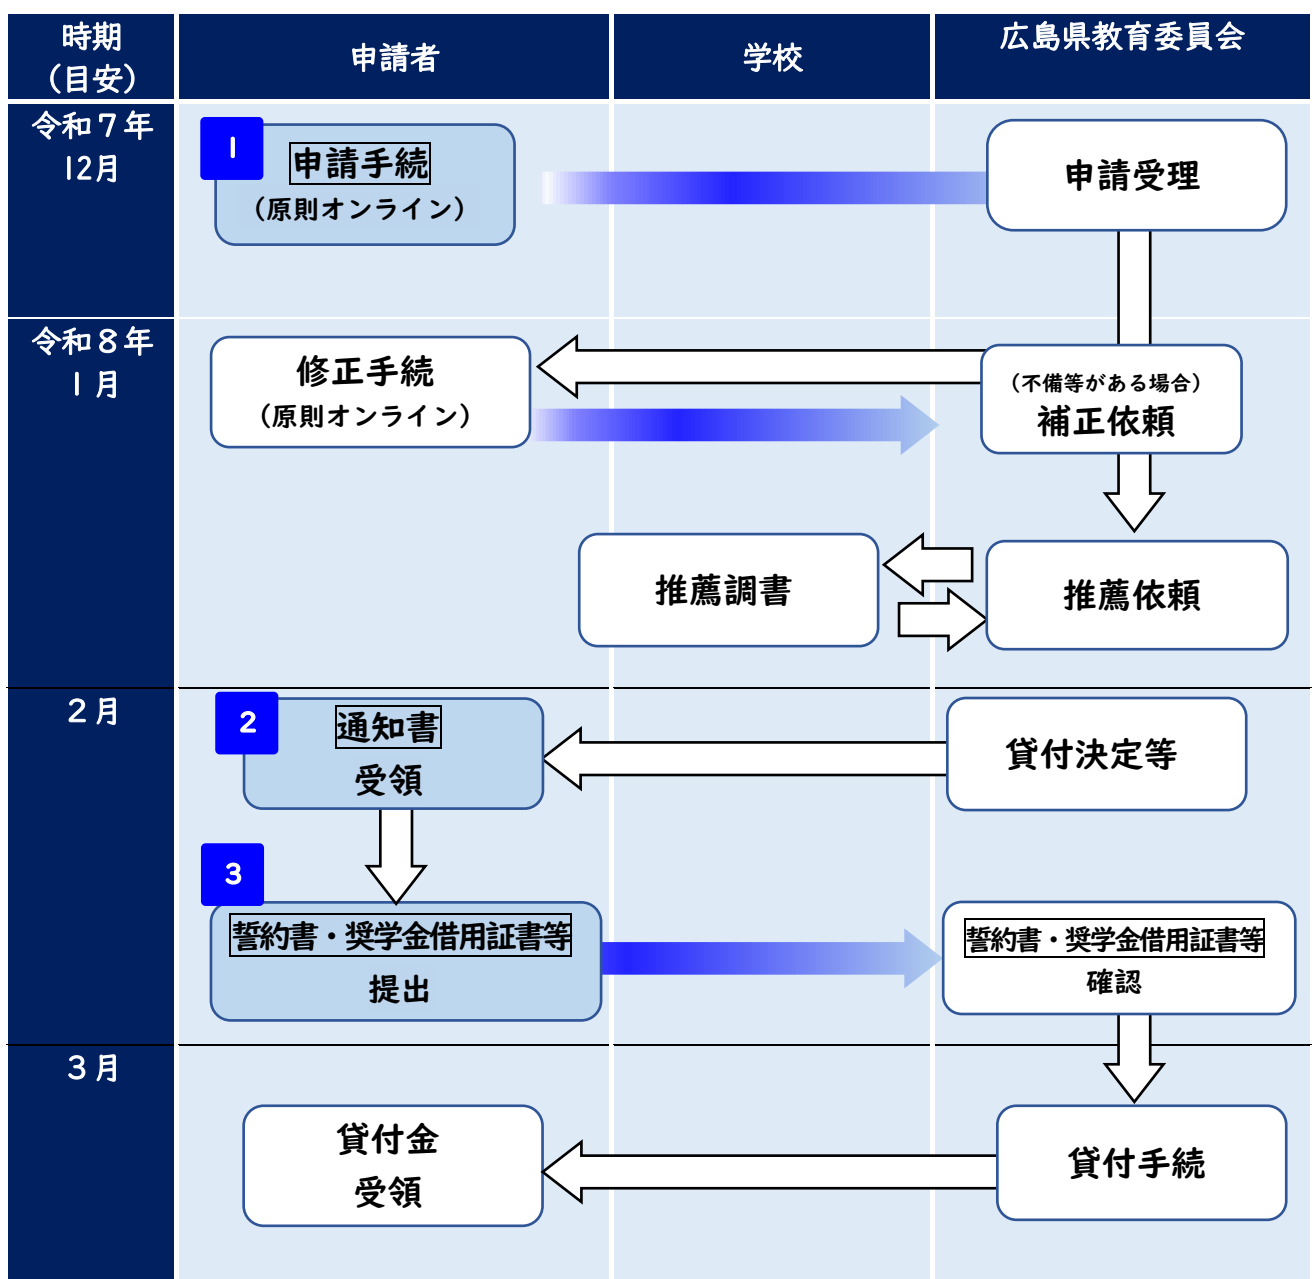 時期
（目安）
申請者
学校
広島県教育委員会
令和７年
12月
1
申請手続
（原則オンライン）
申請受理
令和８年
１月
修正手続
（原則オンライン）
（不備等がある場合）
補正依頼
推薦調書
推薦依頼
２月
2
通知書
受領
貸付決定等
3
誓約書・奨学金借用証書等
提出
誓約書・奨学金借用証書等
確認
３月
貸付金
受領
貸付手続